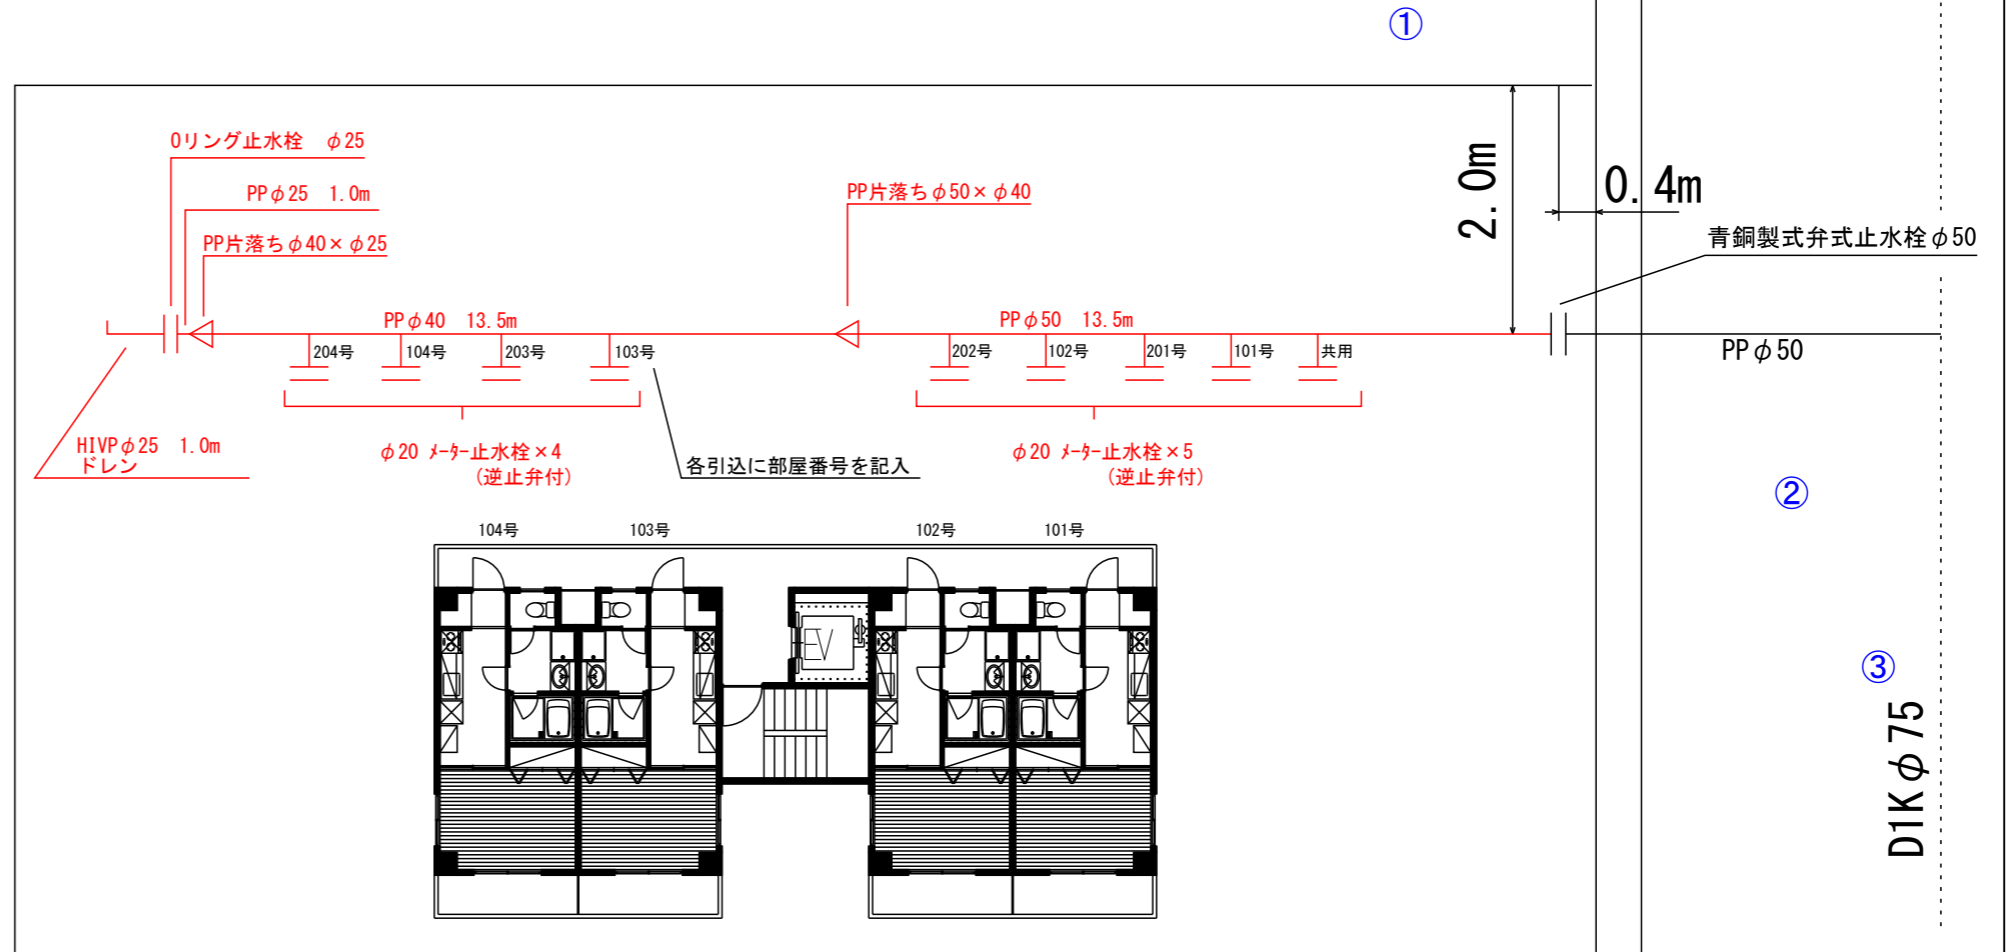 ①
Oリング止水栓 φ25
PPφ25 1.0m
PP片落ちφ40×φ25
PP片落ちφ50×φ40
2.0m
0.4m
青銅製式弁式止水栓φ50
PPφ40 13.5m
PPφ50 13.5m
PPφ50
204号
104号
203号
103号
202号
102号
201号
101号
共用
HIVPφ25 1.0m
ドレン
φ20 メーター止水栓×4
(逆止弁付)
各引込に部屋番号を記入
φ20 メーター止水栓×5
(逆止弁付)
②
104号
103号
102号
101号
EV
③
D1Kφ75